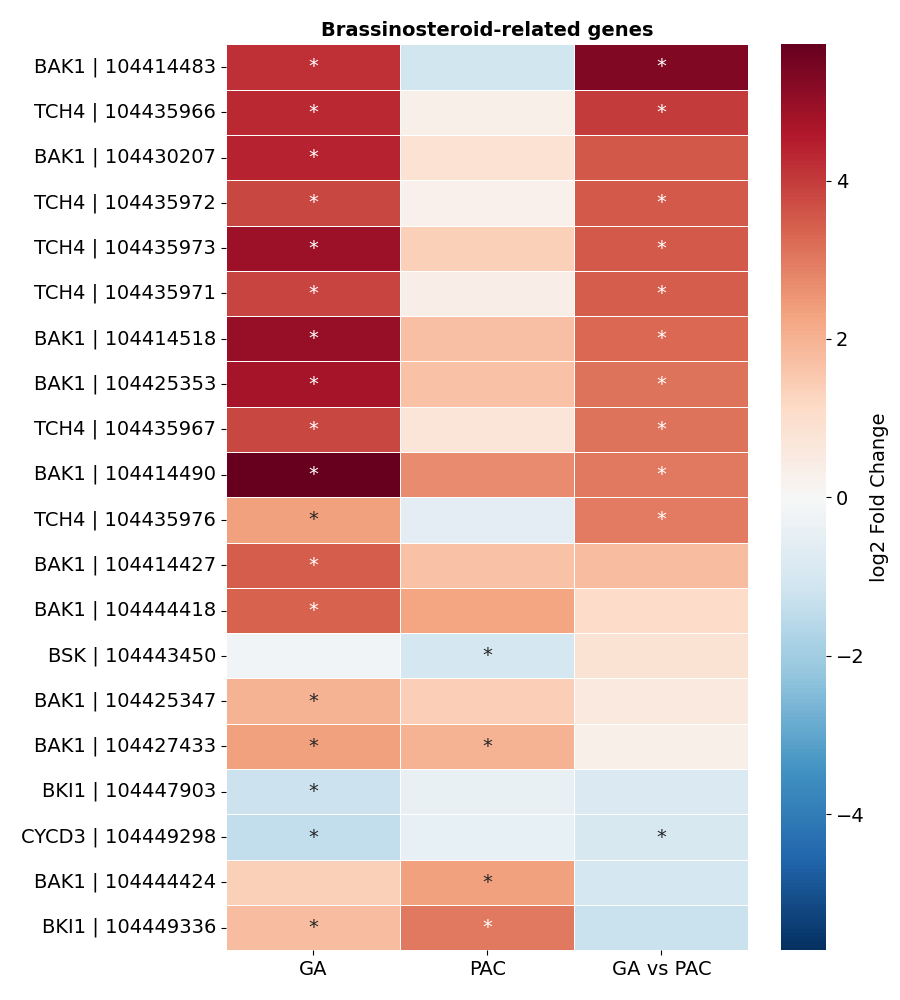 Brassinosteroid-related genes
BAK1 | 104414483
* *
TCH4 | 104435966
* *
BAK1 | 104430207
*
TCH4 | 104435972
* *
TCH4 | 104435973
* *
TCH4 | 104435971
* *
BAK1 | 104414518
* *
BAK1 | 104425353
* *
TCH4 | 104435967
* *
BAK1 | 104414490
* *
TCH4 | 104435976
* *
BAK1 | 104414427
*
BAK1 | 104444418
*
BSK | 104443450
*
BAK1 | 104425347
*
BAK1 | 104427433
* *
BKI1 | 104447903
*
CYCD3 | 104449298
* *
BAK1 | 104444424
*
BKI1 | 104449336
* *
GA
PAC
GA vs PAC
4
2
0
−2
−4
log2 Fold Change